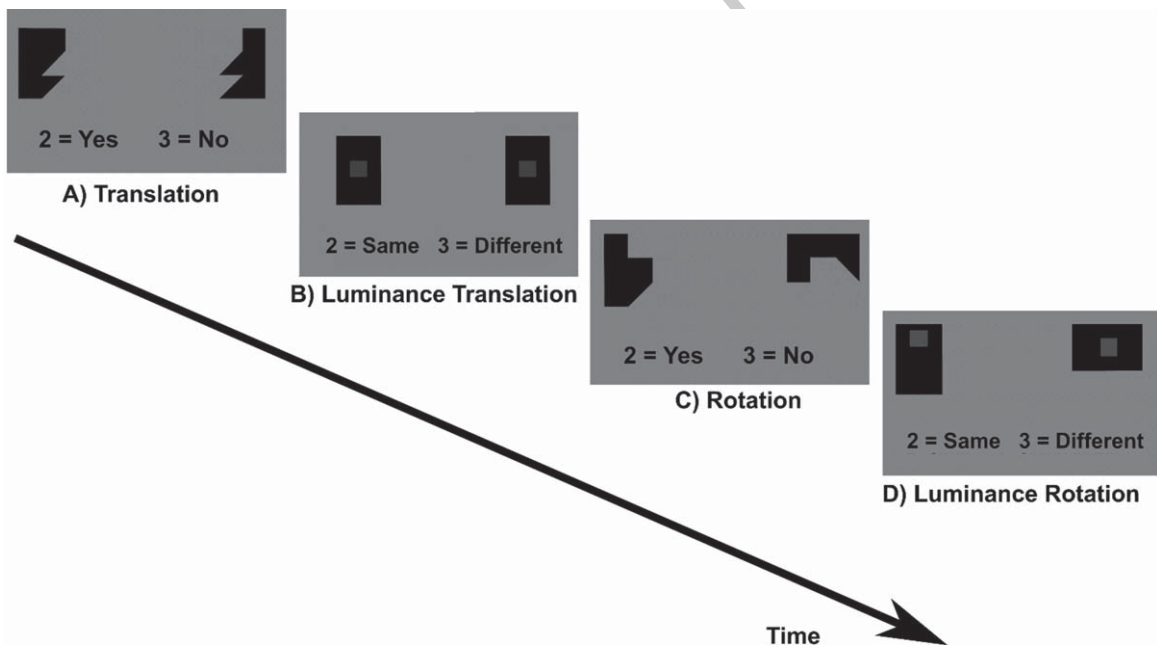 2 = Yes 3 = No
A) Translation
2 = Same 3 = Different
B) Luminance Translation
2 = Yes 3 = No
C) Rotation
2 = Same 3 = Different
D) Luminance Rotation
Time